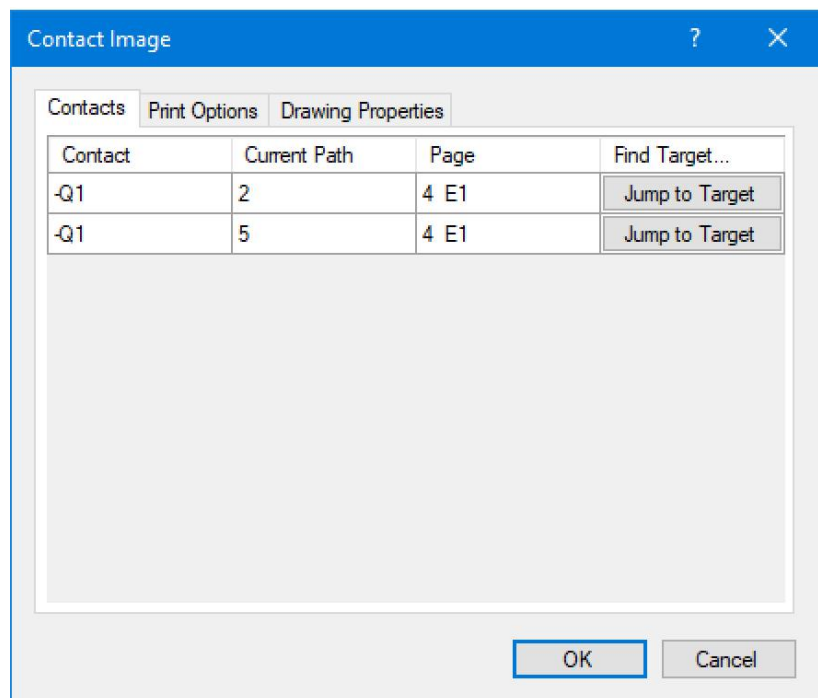 Contact Image ? ×
Contacts Print Options Drawing Properties
Contact Current Path Page Find Target...
-Q1 2 4 E1 Jump to Target
-Q1 5 4 E1 Jump to Target
OK Cancel